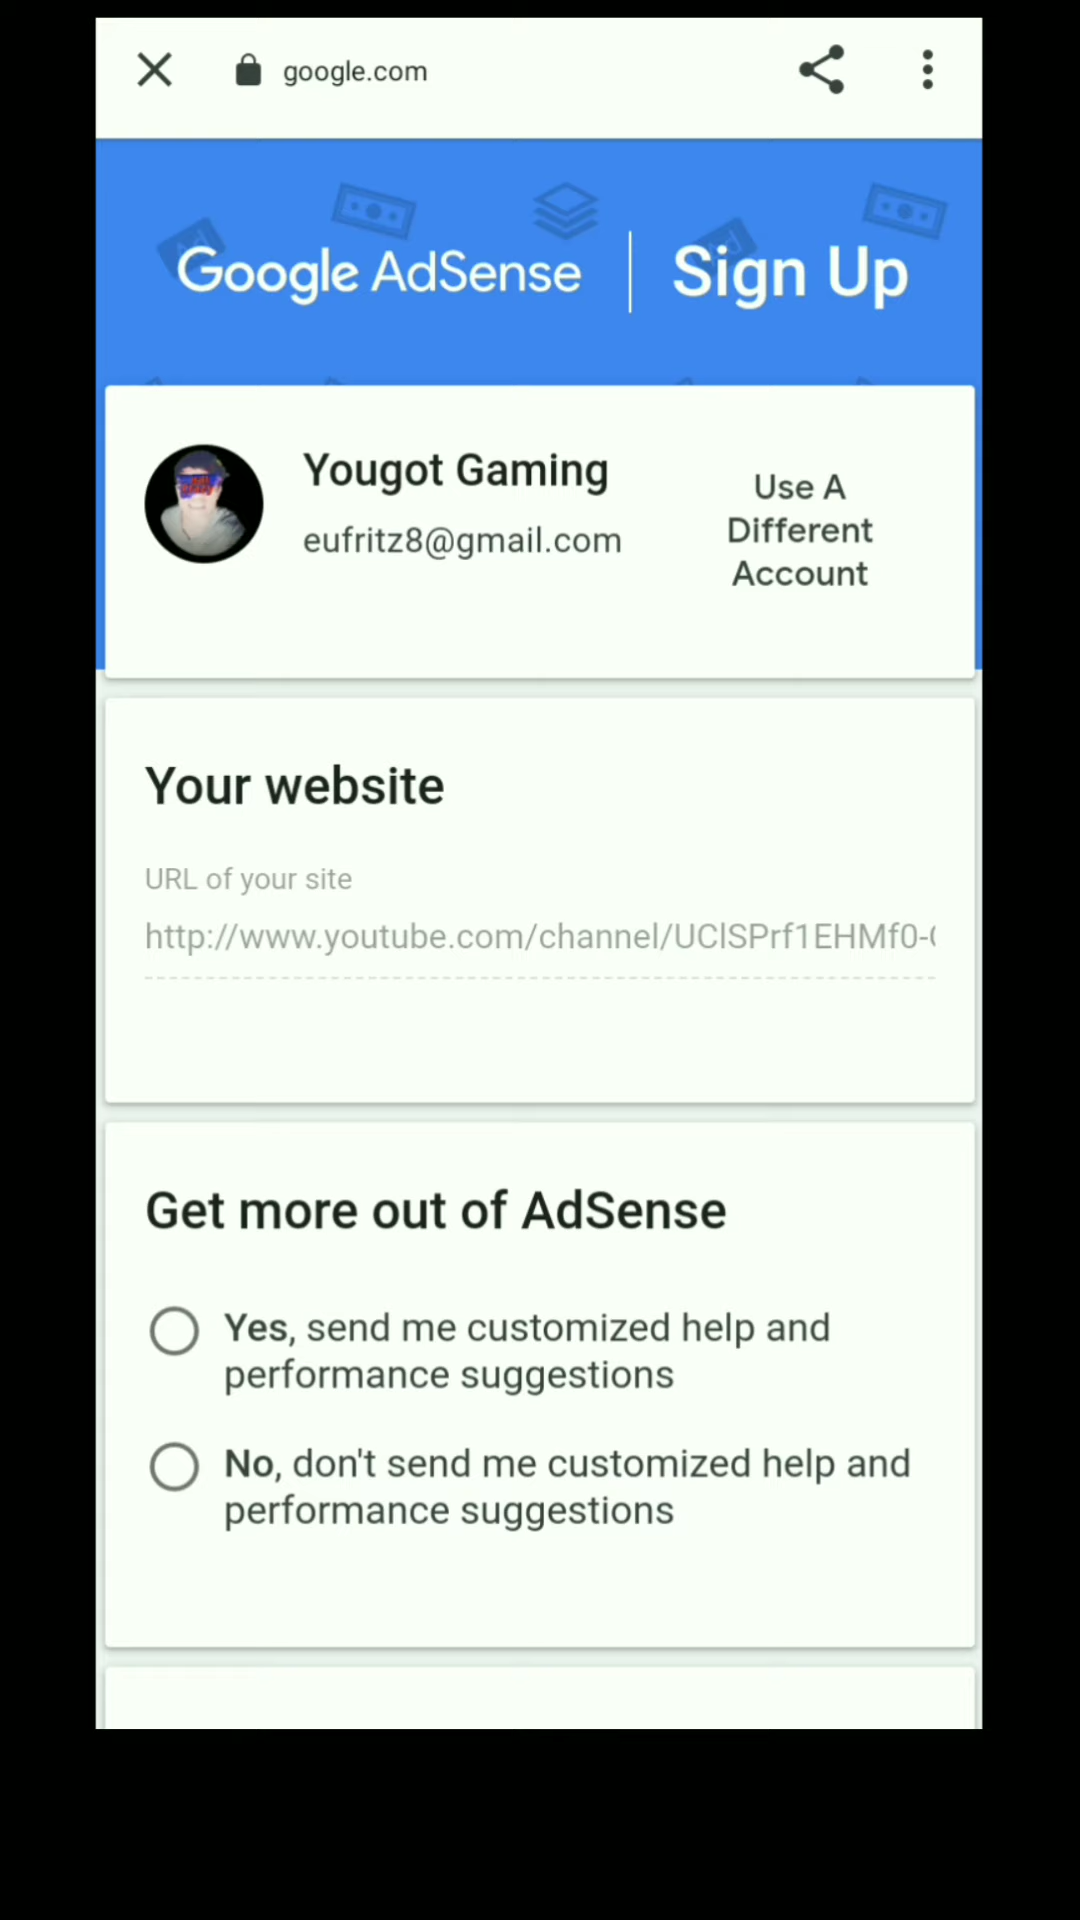 google.com
Google AdSense | Sign Up
Yougot Gaming
eufritz8@gmail.com
Use A
Different
Account
Your website
URL of your site
http://www.youtube.com/channel/UClSPrf1EHMf0-
Get more out of AdSense
Yes, send me customized help and
performance suggestions
No, don't send me customized help and
performance suggestions